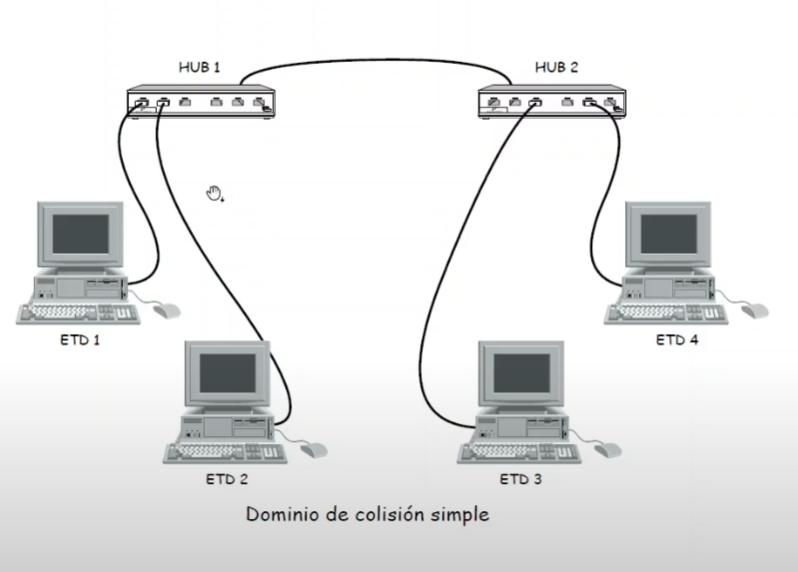 HUB 1
HUB 2
ETD 1
ETD 4
ETD 2
ETD 3
Dominio de colisión simple